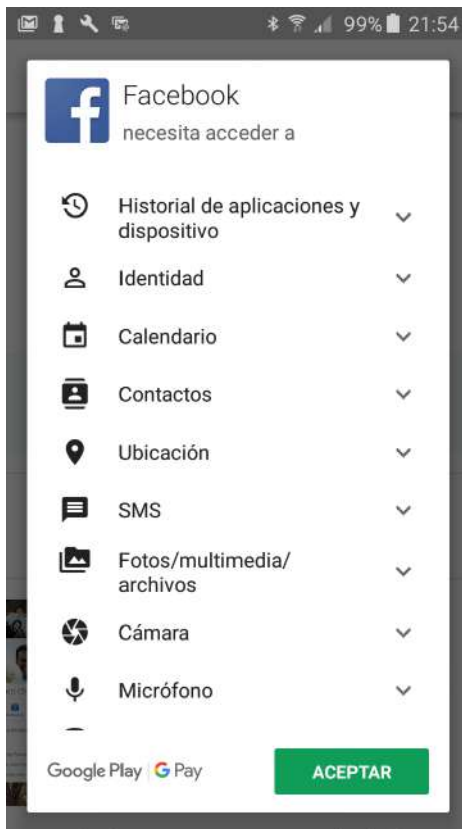 99% 21:54
Facebook
necesita acceder a
Historial de aplicaciones y
dispositivo
Identidad
Calendario
Contactos
Ubicación
SMS
Fotos/multimedia/
archivos
Cámara
Micrófono
Google Play G Pay
ACEPTAR